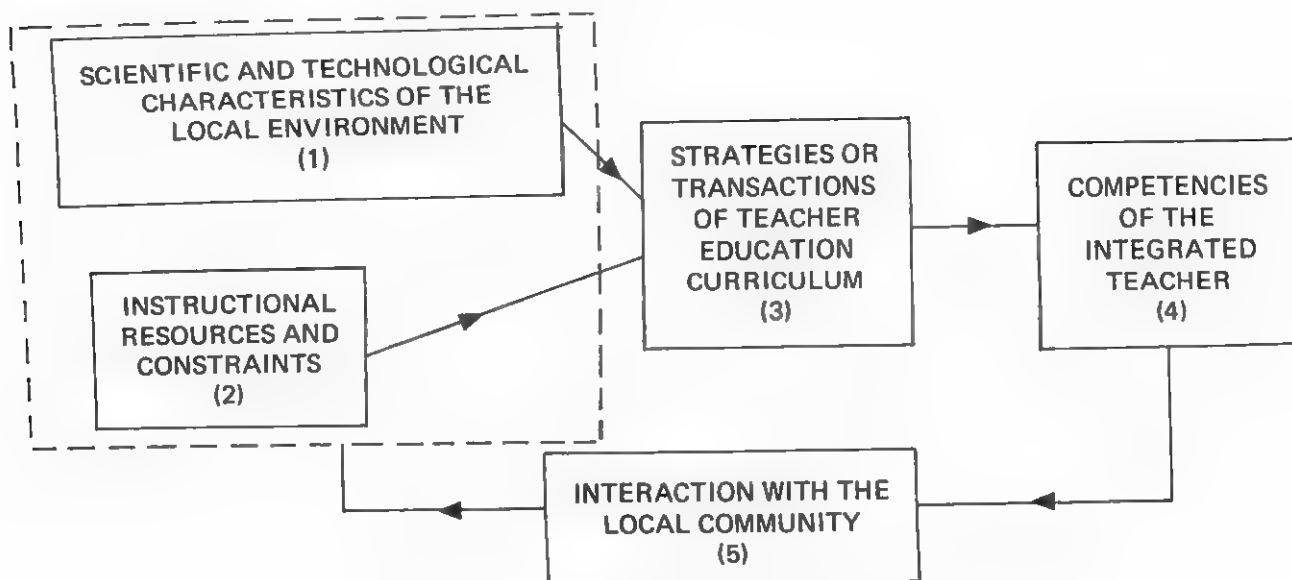 SCIENTIFIC AND TECHNOLOGICAL
CHARACTERISTICS OF THE
LOCAL ENVIRONMENT
(1)
INSTRUCTIONAL
RESOURCES AND
CONSTRAINTS
(2)
STRATEGIES OR
TRANSACTIONS
OF TEACHER
EDUCATION
CURRICULUM
(3)
COMPETENCIES
OF THE
INTEGRATED
TEACHER
(4)
INTERACTION WITH THE
LOCAL COMMUNITY
(5)